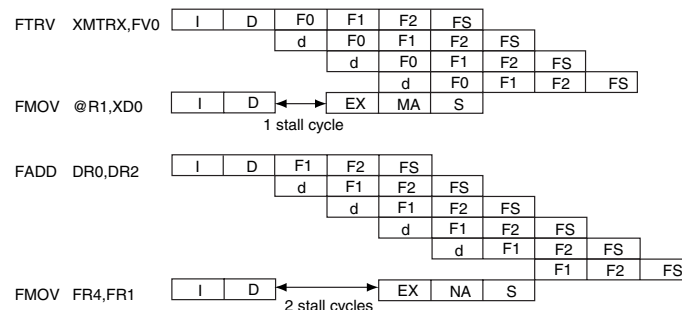 FTRV XMTRX,FV0 I D F0 F1 F2 FS
d F0 F1 F2 FS
d F0 F1 F2 FS
d F0 F1 F2 FS
FMOV @R1,XD0 I D EX MA S
1 stall cycle
FADD DR0,DR2 I D F1 F2 FS
d F1 F2 FS
d F1 F2 FS
d F1 F2 FS
d F1 F2 FS
F1 F2 FS
FMOV FR4,FR1 I D EX NA S
2 stall cycles